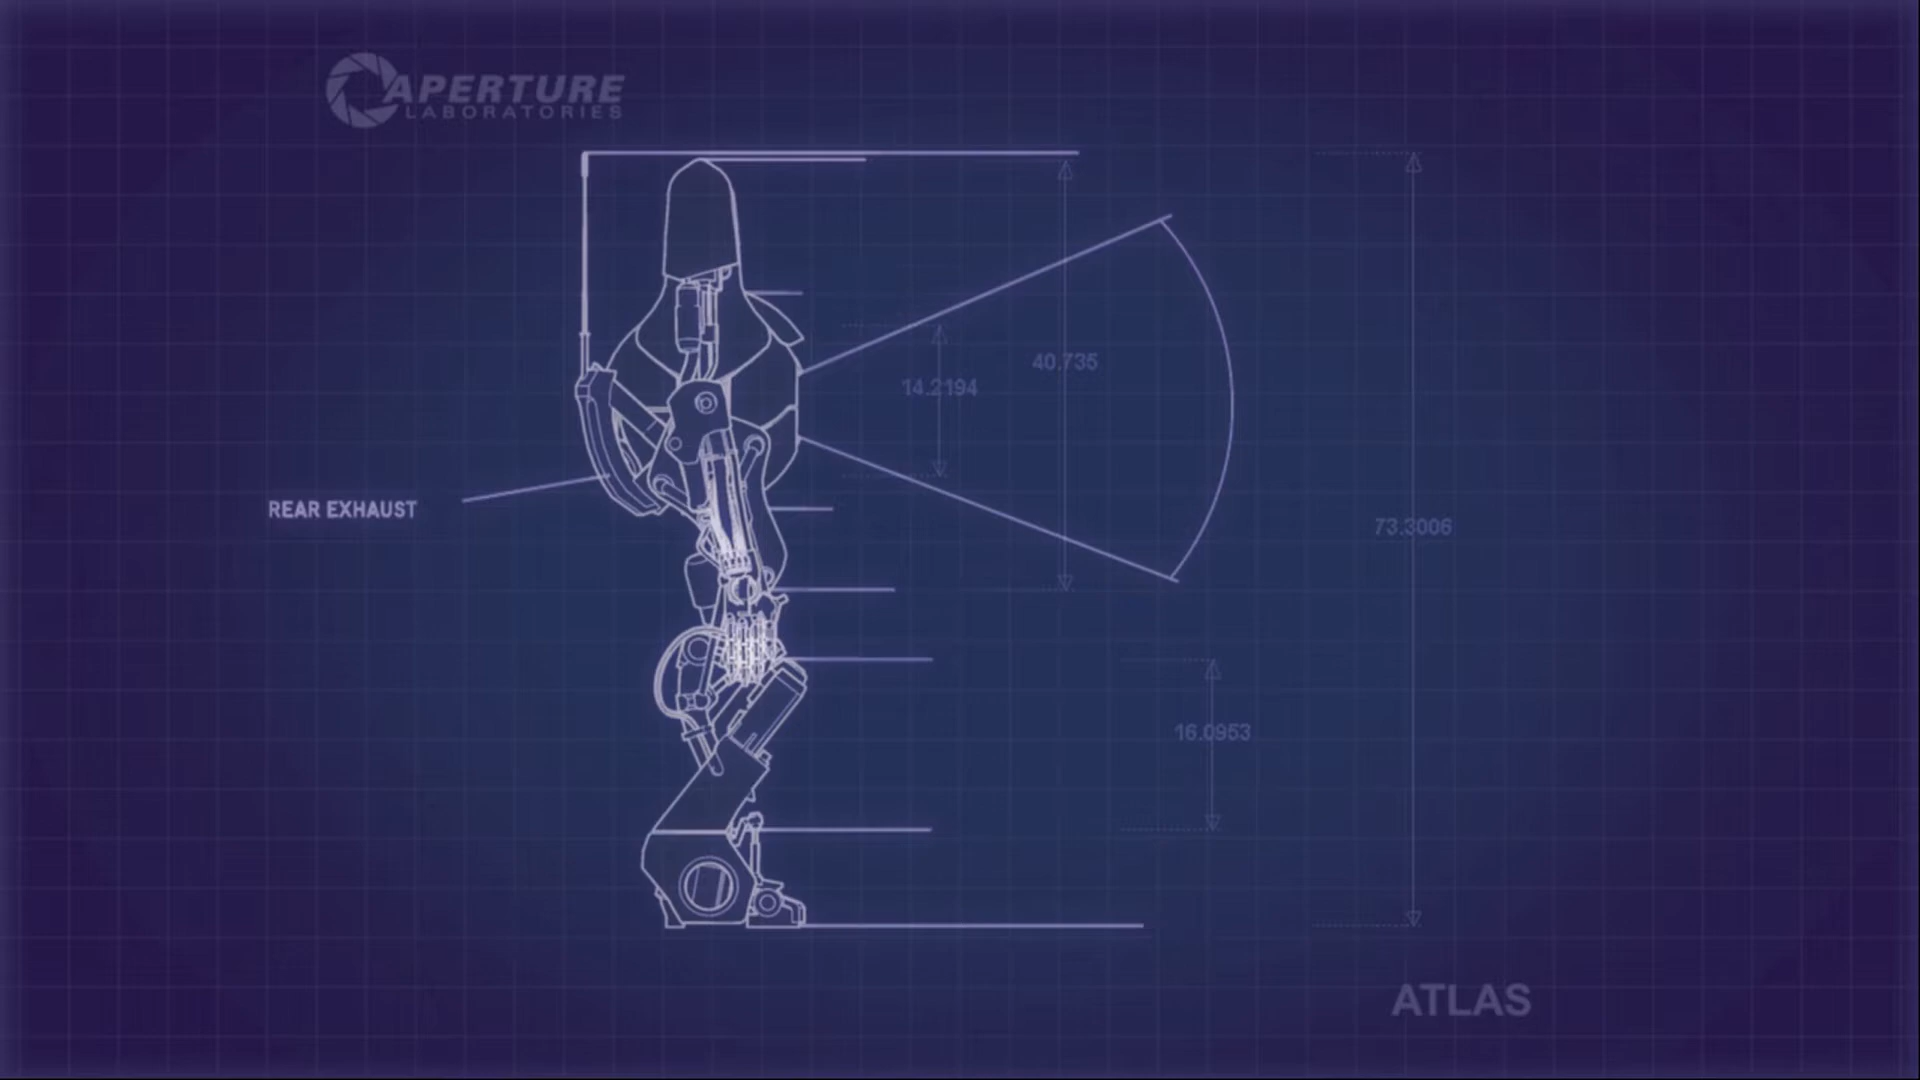 APERTURE
LABORATORIES
40.735
14.2194
REAR EXHAUST
73.3006
16.0953
ATLAS